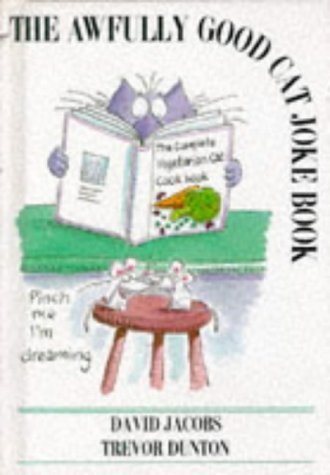 THE AWFULLY GOOD CAT JOKE BOOK
The Complete
Vegetarian Cat
Cook book
Pinch
me
I'm
dreaming
DAVID JACOBS
TREVOR DUNTON